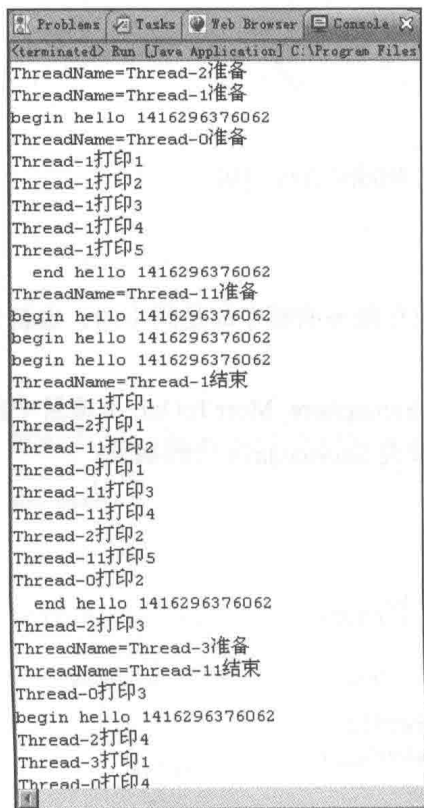 Problems Tasks Web Browser Console
<terminated> Run [Java Application] C:\Program Files
ThreadName=Thread-2准备
ThreadName=Thread-1准备
begin hello 1416296376062
ThreadName=Thread-0准备
Thread-1打印1
Thread-1打印2
Thread-1打印3
Thread-1打印4
Thread-1打印5
  end hello 1416296376062
ThreadName=Thread-11准备
begin hello 1416296376062
begin hello 1416296376062
begin hello 1416296376062
ThreadName=Thread-1结束
Thread-11打印1
Thread-2打印1
Thread-11打印2
Thread-0打印1
Thread-11打印3
Thread-11打印4
Thread-2打印2
Thread-11打印5
Thread-0打印2
  end hello 1416296376062
Thread-2打印3
ThreadName=Thread-3准备
ThreadName=Thread-11结束
Thread-0打印3
begin hello 1416296376062
Thread-2打印4
Thread-3打印1
Thread-0打印4